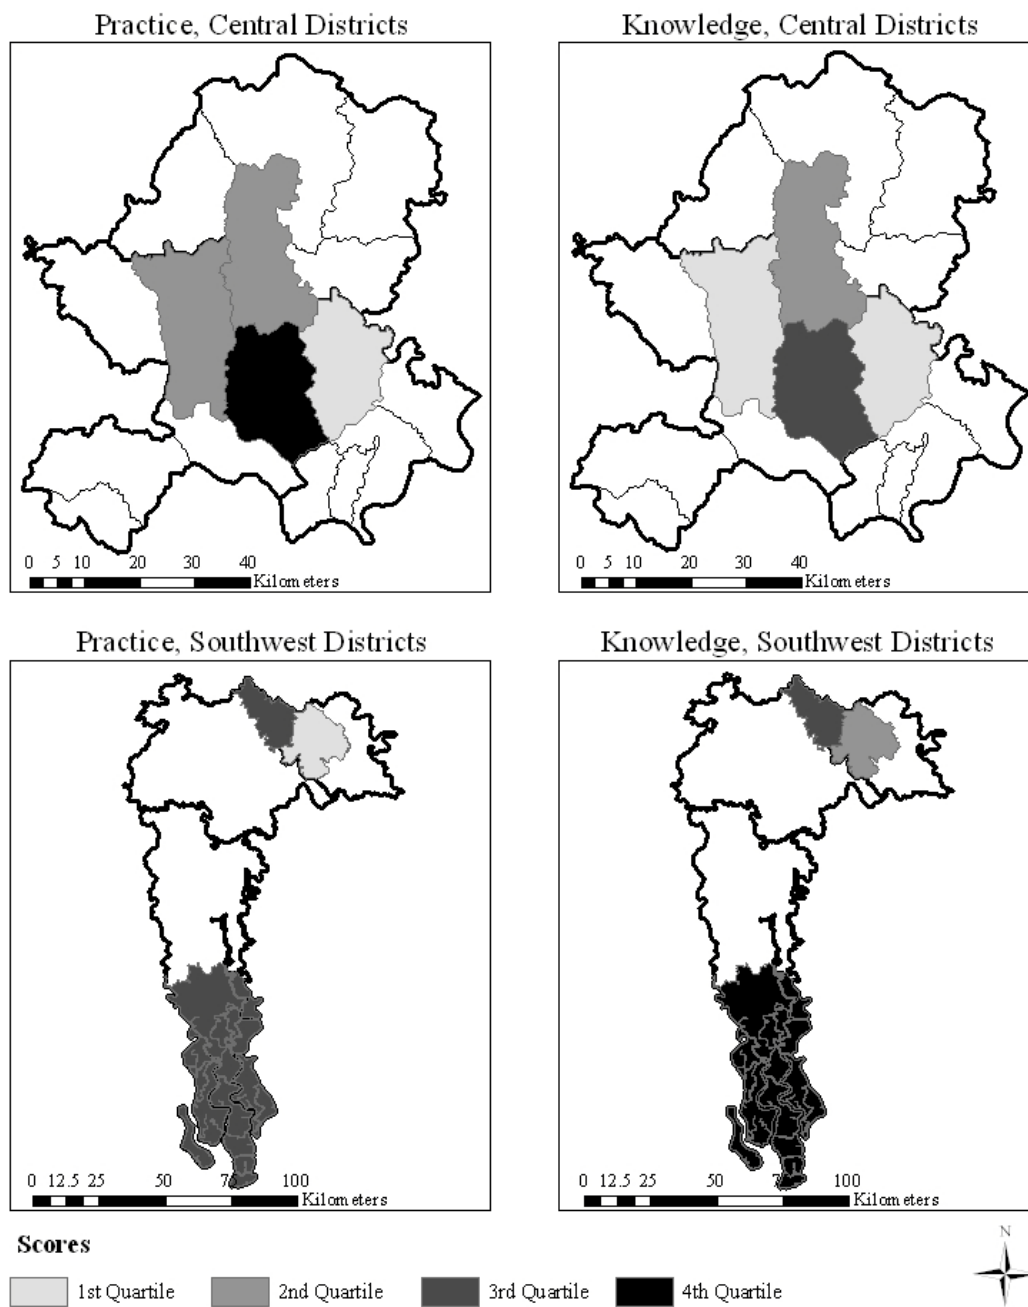 Practice, Central Districts
Knowledge, Central Districts
0 5 10 20 30 40
Kilometers
0 5 10 20 30 40
Kilometers
Practice, Southwest Districts
Knowledge, Southwest Districts
0 12.5 25 50 100
Kilometers
0 12.5 25 50 100
Kilometers
Scores
N
1st Quartile 2nd Quartile 3rd Quartile 4th Quartile